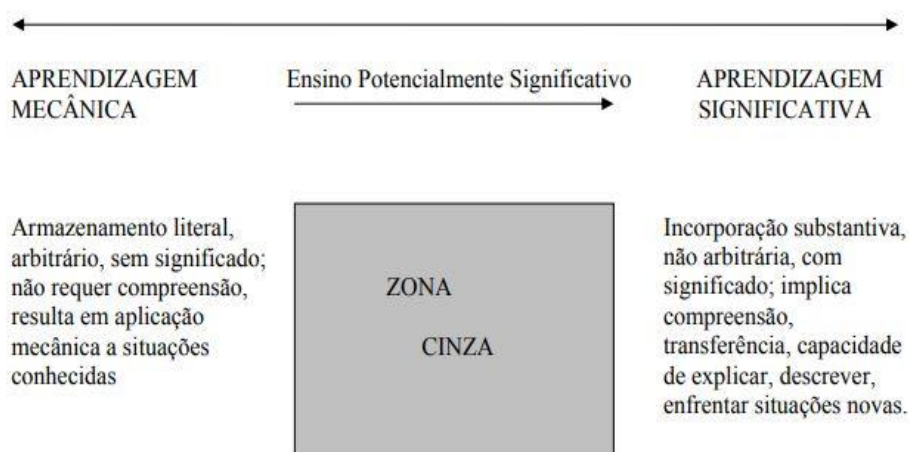 APRENDIZAGEM
MECÂNICA
Ensino Potencialmente Significativo
APRENDIZAGEM
SIGNIFICATIVA
Armazenamento literal,
arbitrário, sem significado;
não requer compreensão,
resulta em aplicação
mecânica a situações
conhecidas
ZONA
CINZA
Incorporação substantiva,
não arbitrária, com
significado; implica
compreensão,
transferência, capacidade
de explicar, descrever,
enfrentar situações novas.